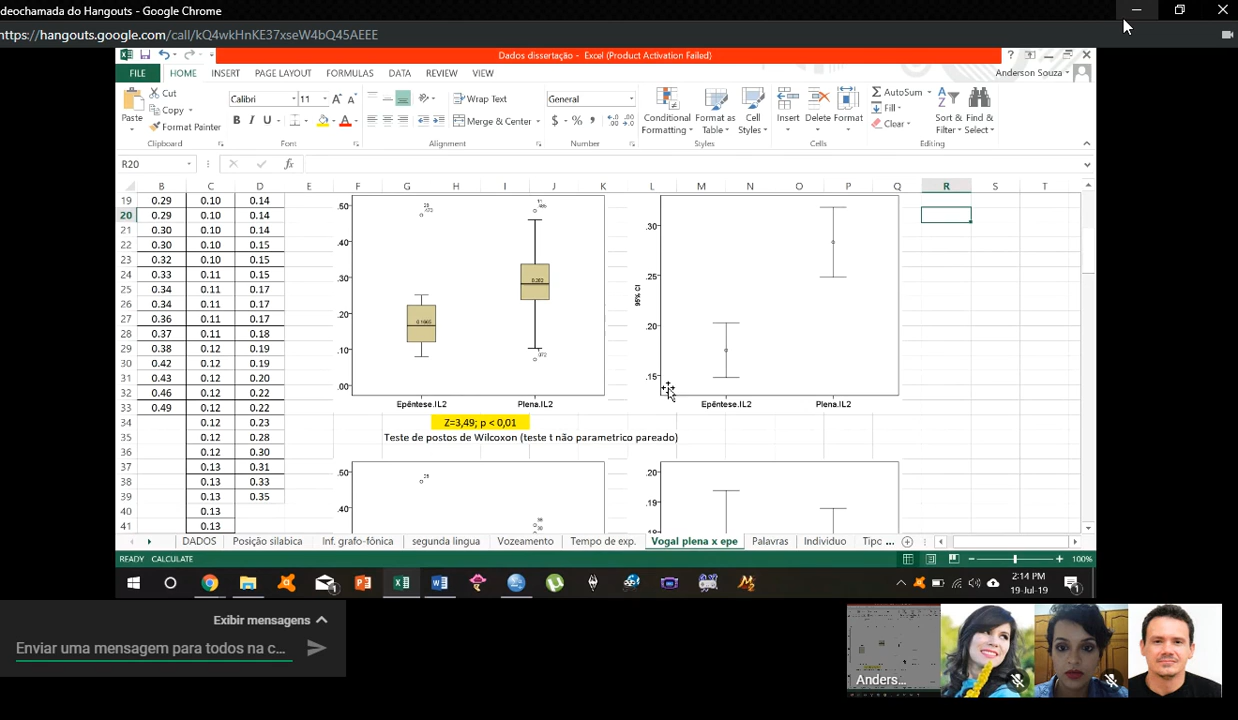 deochamada do Hangouts - Google Chrome
https://hangouts.google.com/call/kQ4wkHnKE37xseW4bQ45AEEE
Dados dissertação - Excel (Product Activation Failed)
FILE HOME INSERT PAGE LAYOUT FORMULAS DATA REVIEW VIEW
Anderson Souza
Cut
Copy
Format Painter
Paste
Calibri 11
B I U
Wrap Text
Merge & Center
General
$ %
Conditional Formatting
Format as Table
Cell Styles
Insert Delete Format
AutoSum
Fill
Clear
Sort & Filter
Find & Select
Clipboard Font Alignment Number Styles Cells Editing
R20
fx
B C D E F G H I J K L M N O P Q R S T
19 0.29 0.10 0.14
20 0.29 0.10 0.14
21 0.30 0.10 0.14
22 0.30 0.10 0.15
23 0.32 0.10 0.15
24 0.33 0.11 0.15
25 0.34 0.11 0.17
26 0.34 0.11 0.17
27 0.36 0.11 0.17
28 0.37 0.11 0.18
29 0.38 0.12 0.19
30 0.42 0.12 0.19
31 0.43 0.12 0.20
32 0.46 0.12 0.22
33 0.49 0.12 0.22
34 0.12 0.23
35 0.12 0.28
36 0.12 0.30
37 0.13 0.31
38 0.13 0.33
39 0.13 0.35
40 0.13
41 0.13
.50
.40
.30
.20
.10
.00
Epêntese.IL2 Plena.IL2
95% CI
.30
.25
.20
.15
Epêntese.IL2 Plena.IL2
Z=3,49; p < 0,01
Teste de postos de Wilcoxon (teste t não parametrico pareado)
.50
.40
.20
.19
DADOS Posição silabica Inf. grafo-fônica segunda lingua Vozeamento Tempo de exp. Vogal plena x epe Palavras Individuo Tipo ...
READY CALCULATE
100%
2:14 PM
19-Jul-19
Exibir mensagens
Enviar uma mensagem para todos na c...
Anders...